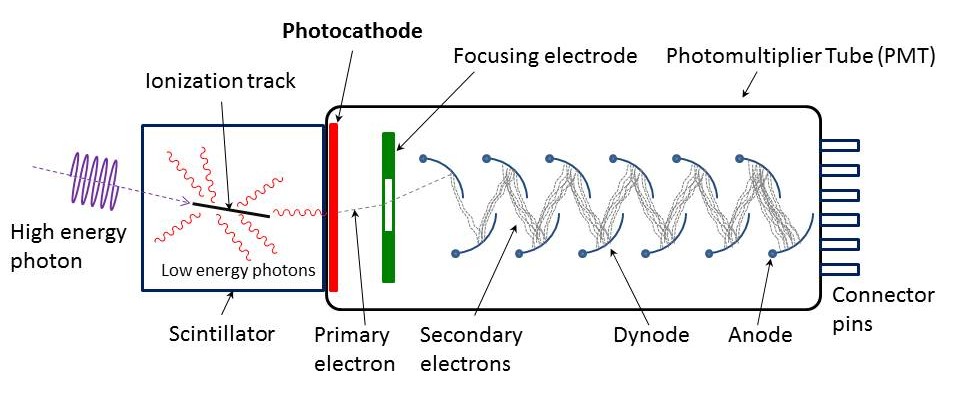 Photocathode
Focusing electrode
Photomultiplier Tube (PMT)
Ionization track
High energy
photon
Low energy photons
Scintillator
Primary
electron
Secondary
electrons
Dynode
Anode
Connector
pins